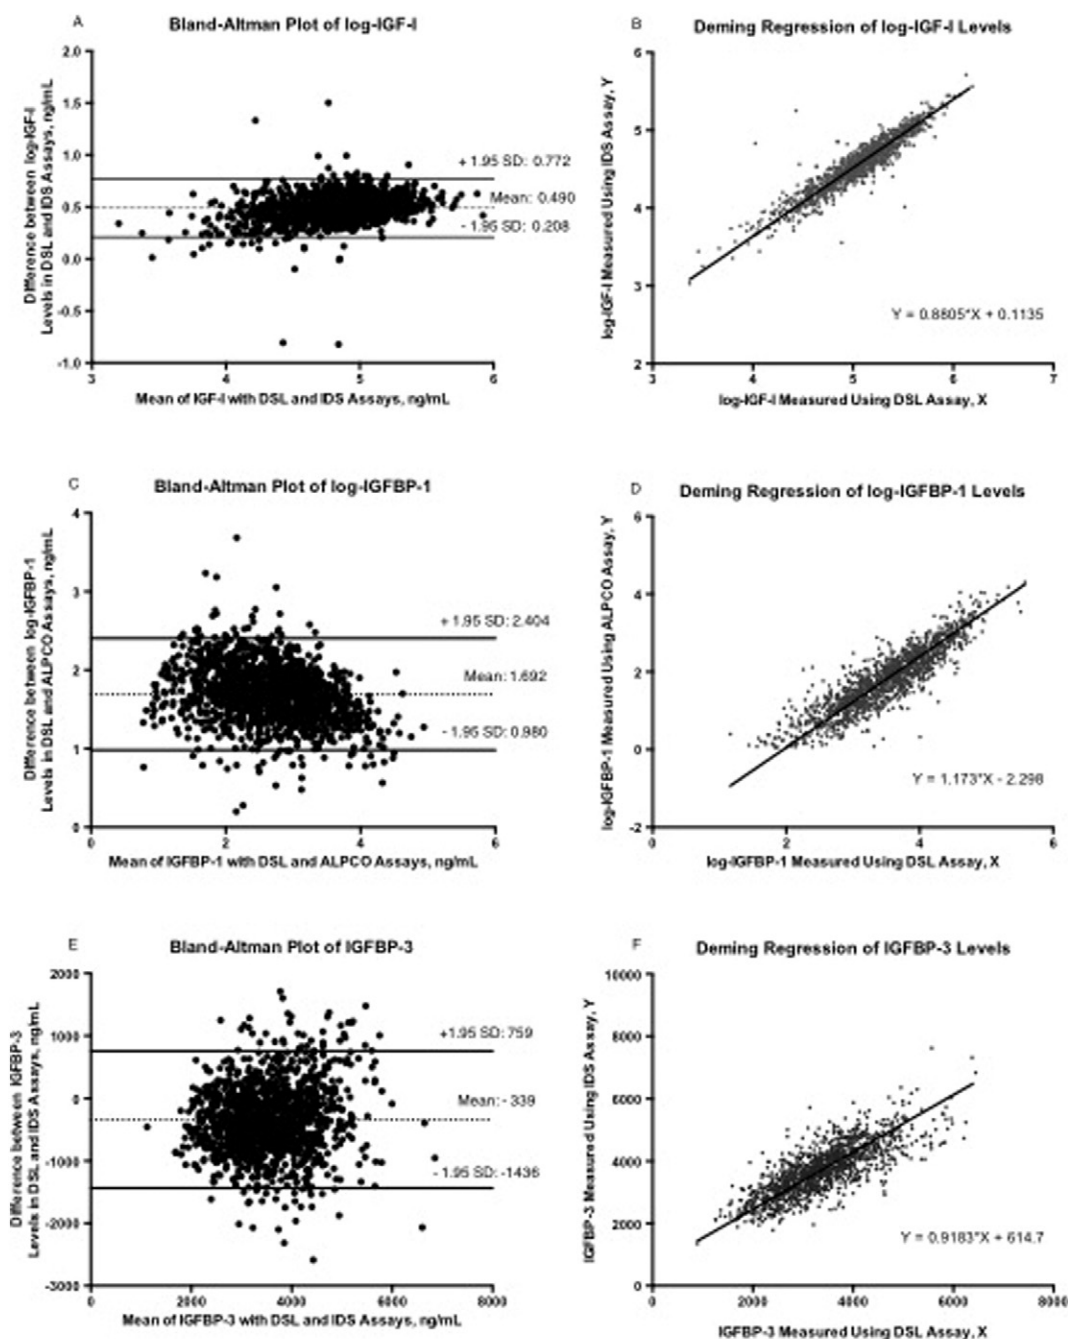 A
Bland-Altman Plot of log-IGF-I
Difference between log-IGF-I
Levels in DSL and IDS Assays, ng/mL
2.0
1.5
1.0
0.5
0.0
-0.5
-1.0
+ 1.95 SD: 0.772
Mean: 0.490
- 1.95 SD: 0.208
3
4
5
6
Mean of IGF-I with DSL and IDS Assays, ng/mL
B
Deming Regression of log-IGF-I Levels
log-IGF-I Measured Using IDS Assay, Y
6
5
4
3
2
Y = 0.8805*X + 0.1135
3
4
5
6
7
log-IGF-I Measured Using DSL Assay, X
C
Bland-Altman Plot of log-IGFBP-1
Difference between log-IGFBP-1
Levels in DSL and ALPCO Assays, ng/mL
4
3
2
1
0
+ 1.95 SD: 2.404
Mean: 1.692
- 1.95 SD: 0.980
0
2
4
6
Mean of IGFBP-1 with DSL and ALPCO Assays, ng/mL
D
Deming Regression of log-IGFBP-1 Levels
log-IGFBP-1 Measured Using ALPCO Assay, Y
6
4
2
0
-2
Y = 1.173*X - 2.298
0
2
4
6
log-IGFBP-1 Measured Using DSL Assay, X
E
Bland-Altman Plot of IGFBP-3
Difference between IGFBP-3
Levels in DSL and IDS Assays, ng/mL
2000
1000
0
-1000
-2000
-3000
+1.95 SD: 759
Mean: - 339
- 1.95 SD: -1436
0
2000
4000
6000
8000
Mean of IGFBP-3 with DSL and IDS Assays, ng/mL
F
Deming Regression of IGFBP-3 Levels
IGFBP-3 Measured Using IDS Assay, Y
10000
8000
6000
4000
2000
0
Y = 0.9183*X + 614.7
0
2000
4000
6000
8000
IGFBP-3 Measured Using DSL Assay, X